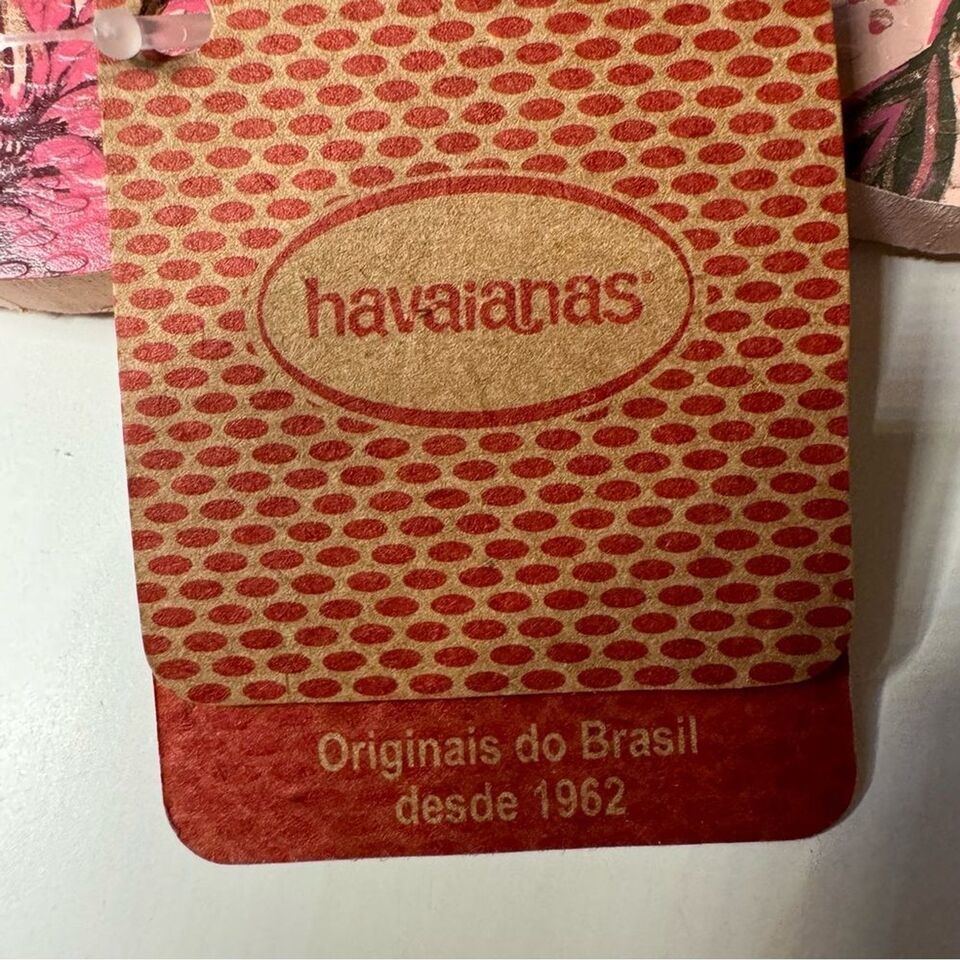 havaianas®
Originais do Brasil
desde 1962